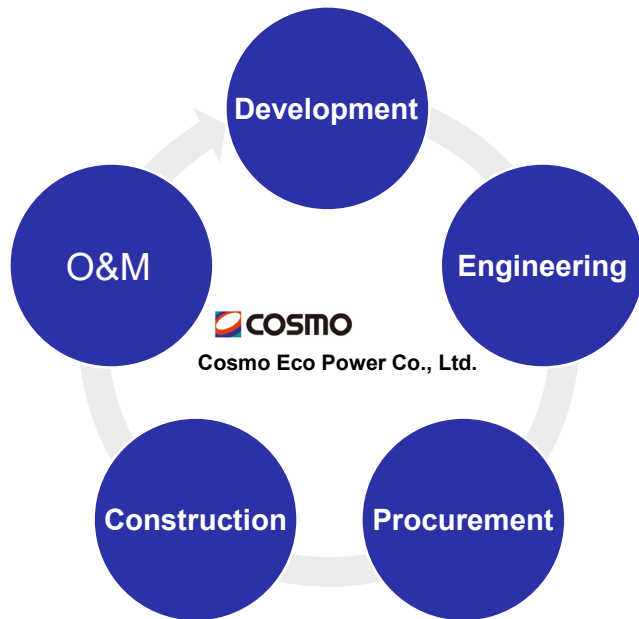 Development
Engineering
Procurement
Construction
O&M
COSMO
Cosmo Eco Power Co., Ltd.